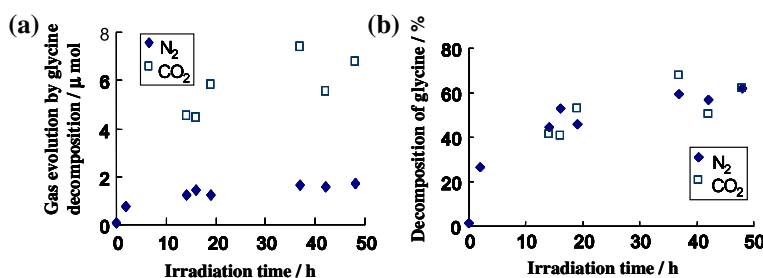 (a)
Gas evolution by glycine
decomposition / μ mol
8
6
4
2
0
N2
CO2
0 10 20 30 40 50
Irradiation time / h
(b)
Decomposition of glycine / %
80
60
40
20
0
N2
CO2
0 10 20 30 40 50
Irradiation time / h